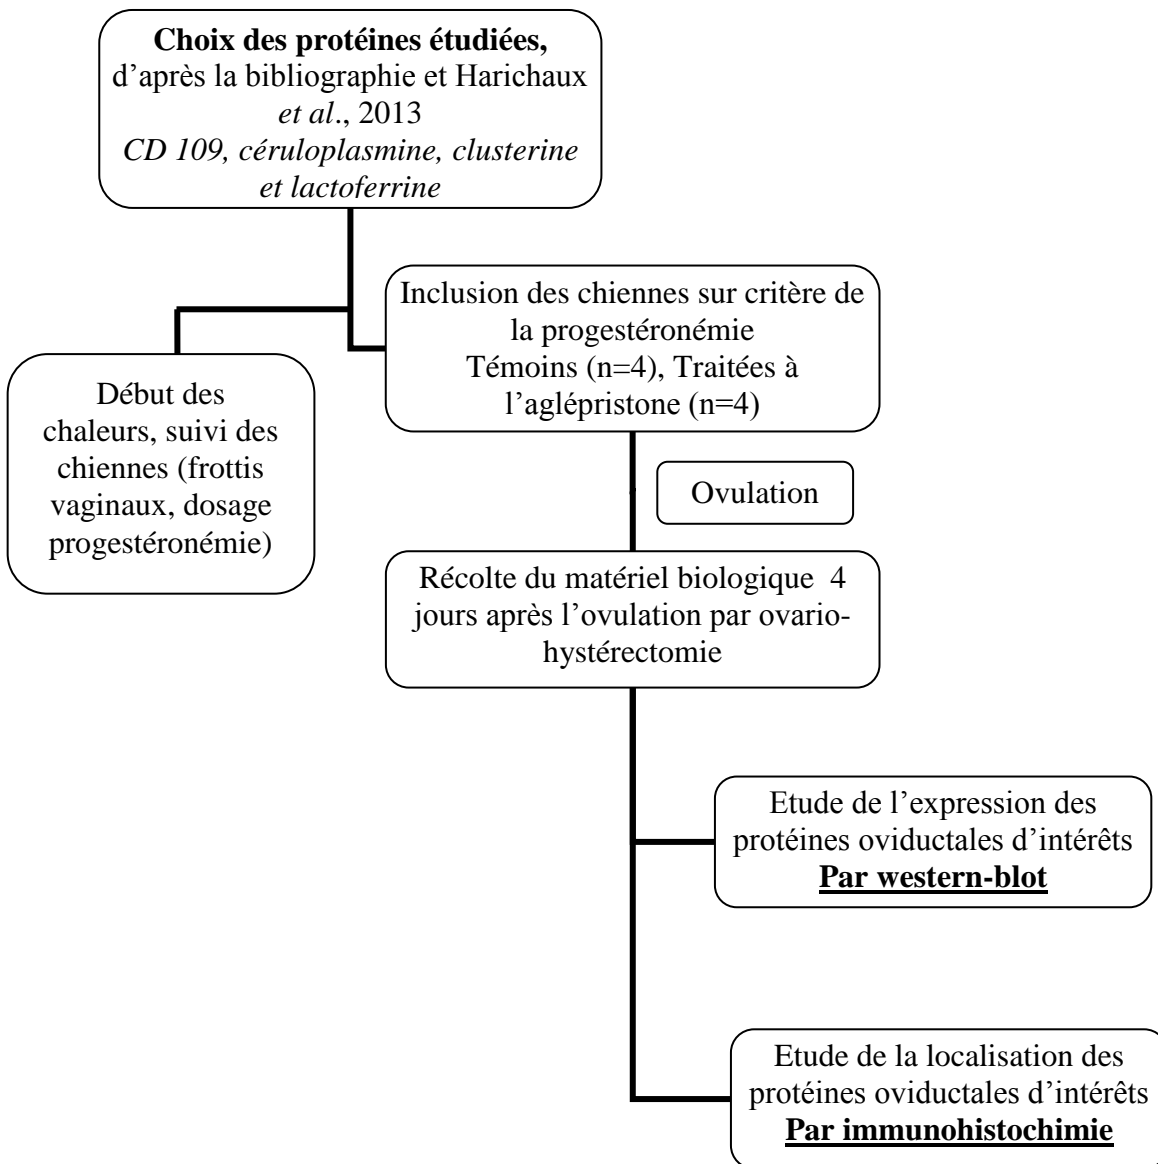 Choix des protéines étudiées,
d’après la bibliographie et Harichaux
et al., 2013
CD 109, céruloplasmine, clusterine
et lactoferrine
Inclusion des chiennes sur critère de
la progestéronémie
Témoins (n=4), Traitées à
l’aglépristone (n=4)
Début des
chaleurs, suivi des
chiennes (frottis
vaginaux, dosage
progestéronémie)
Ovulation
Récolte du matériel biologique 4
jours après l’ovulation par ovario-
hystérectomie
Etude de l’expression des
protéines oviductales d’intérêts
Par western-blot
Etude de la localisation des
protéines oviductales d’intérêts
Par immunohistochimie